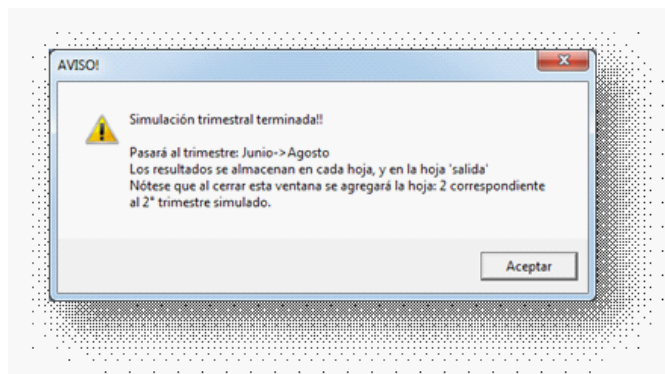 AVISO!
Simulación trimestral terminada!!
Pasará al trimestre: Junio->Agosto
Los resultados se almacenan en cada hoja, y en la hoja 'salida'
Nótese que al cerrar esta ventana se agregará la hoja: 2 correspondiente
al 2° trimestre simulado.
Aceptar